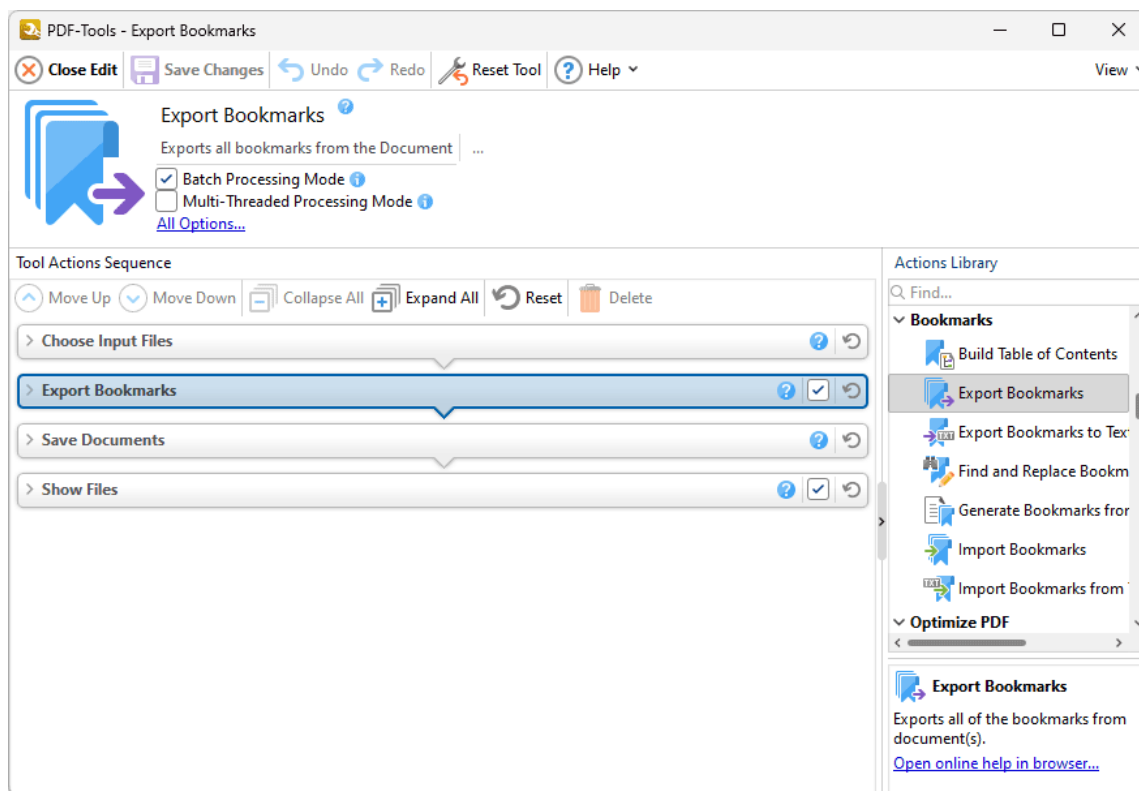 PDF-Tools - Export Bookmarks
Close Edit Save Changes Undo Redo Reset Tool Help View
Export Bookmarks
Exports all bookmarks from the Document ...
Batch Processing Mode
Multi-Threaded Processing Mode
All Options...
Tool Actions Sequence
Move Up Move Down Collapse All Expand All Reset Delete
Choose Input Files
Export Bookmarks
Save Documents
Show Files
Actions Library
Find...
Bookmarks
Build Table of Contents
Export Bookmarks
Export Bookmarks to Tex
Find and Replace Bookm
Generate Bookmarks from
Import Bookmarks
Import Bookmarks from
Optimize PDF
Export Bookmarks
Exports all of the bookmarks from
document(s).
Open online help in browser...